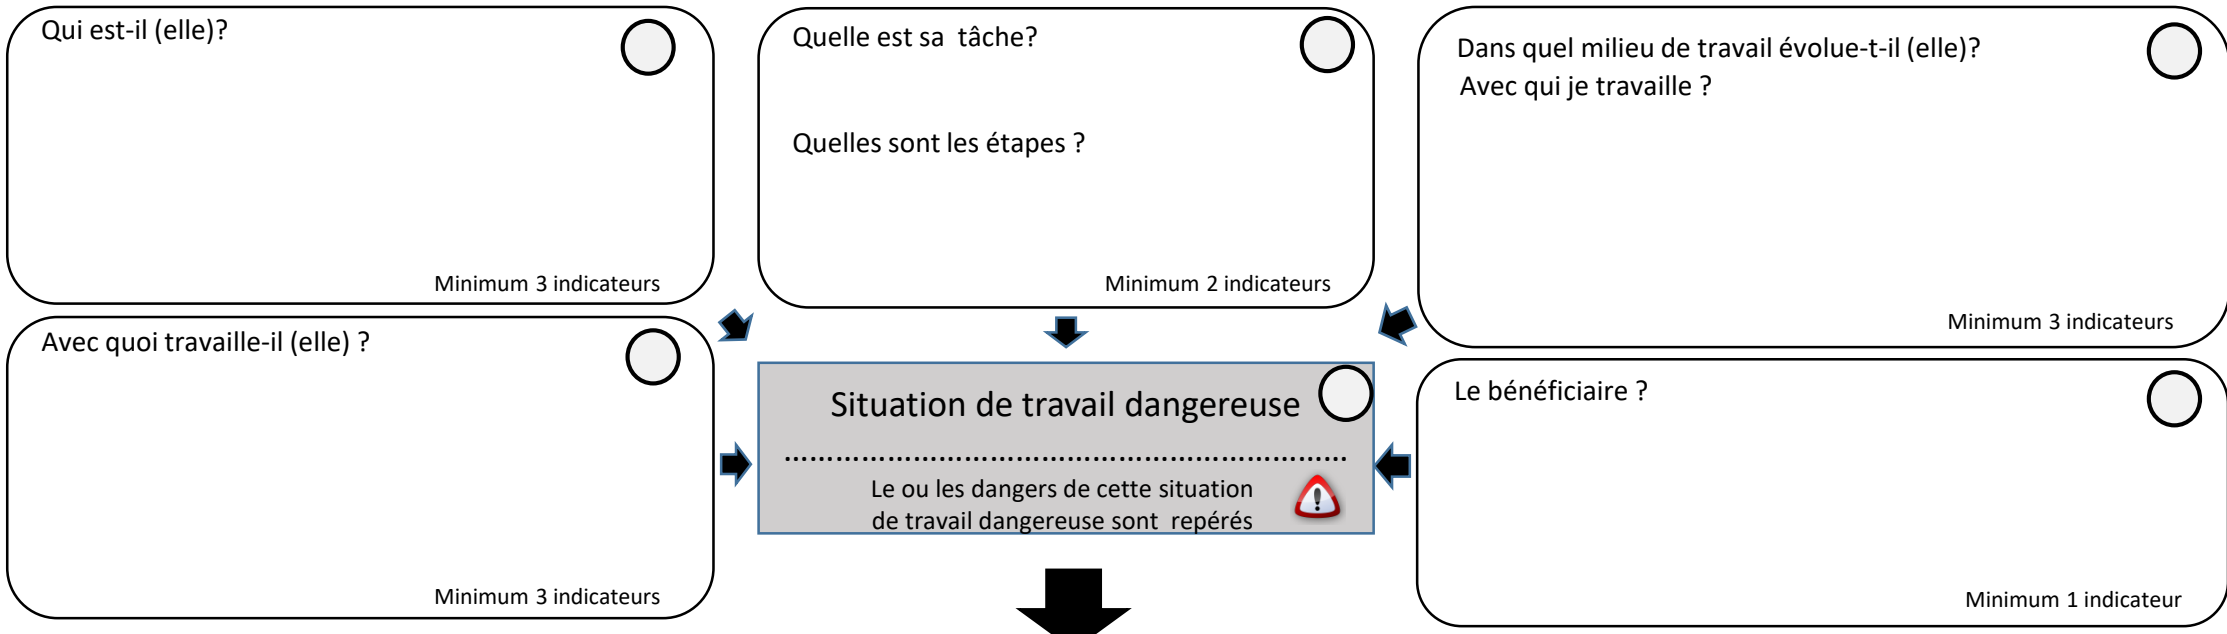 Qui est-il (elle)?
Minimum 3 indicateurs
Quelle est sa tâche?
Quelles sont les étapes ?
Minimum 2 indicateurs
Dans quel milieu de travail évolue-t-il (elle)?
Avec qui je travaille ?
Minimum 3 indicateurs
Avec quoi travaille-il (elle) ?
Minimum 3 indicateurs
Situation de travail dangereuse
................................................................
Le ou les dangers de cette situation
de travail dangereuse sont repérés
Le bénéficiaire ?
Minimum 1 indicateur